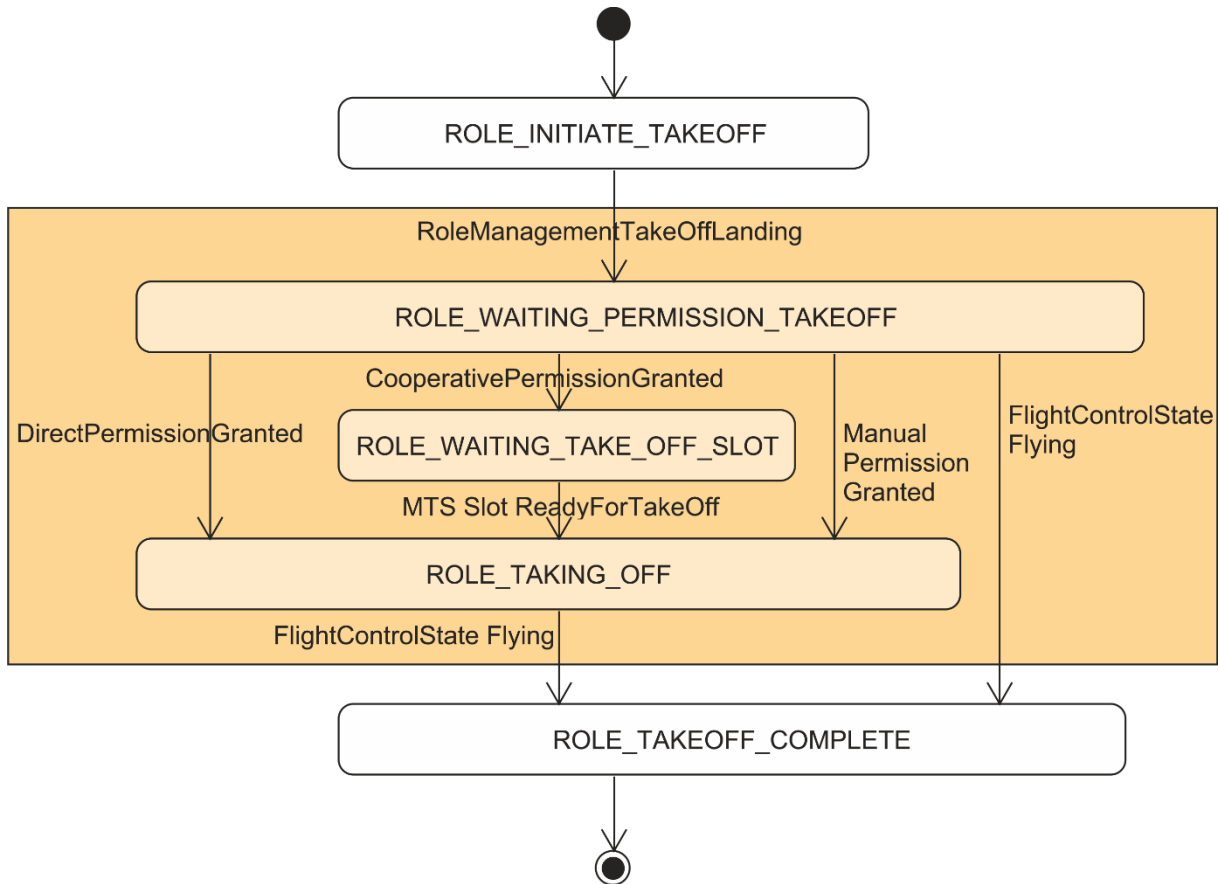 ROLE_INITIATE_TAKEOFF
RoleManagementTakeOffLanding
ROLE_WAITING_PERMISSION_TAKEOFF
CooperativePermissionGranted
DirectPermissionGranted
ROLE_WAITING_TAKE_OFF_SLOT
Manual
Permission
Granted
FlightControlState
Flying
MTS Slot ReadyForTakeOff
ROLE_TAKING_OFF
FlightControlState Flying
ROLE_TAKEOFF_COMPLETE